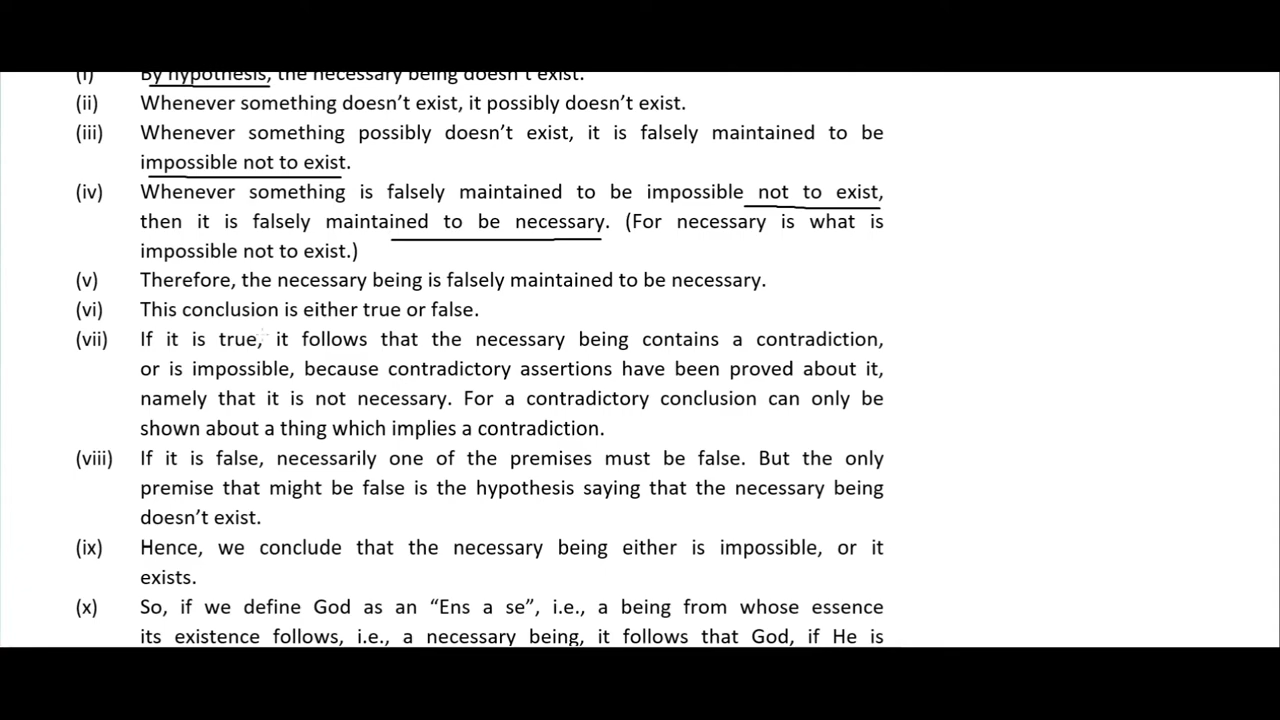 (i) By hypothesis, the necessary being doesn't exist.
(ii) Whenever something doesn't exist, it possibly doesn't exist.
(iii) Whenever something possibly doesn't exist, it is falsely maintained to be
impossible not to exist.
(iv) Whenever something is falsely maintained to be impossible not to exist,
then it is falsely maintained to be necessary. (For necessary is what is
impossible not to exist.)
(v) Therefore, the necessary being is falsely maintained to be necessary.
(vi) This conclusion is either true or false.
(vii) If it is true, it follows that the necessary being contains a contradiction,
or is impossible, because contradictory assertions have been proved about it,
namely that it is not necessary. For a contradictory conclusion can only be
shown about a thing which implies a contradiction.
(viii) If it is false, necessarily one of the premises must be false. But the only
premise that might be false is the hypothesis saying that the necessary being
doesn't exist.
(ix) Hence, we conclude that the necessary being either is impossible, or it
exists.
(x) So, if we define God as an “Ens a se”, i.e., a being from whose essence
its existence follows, i.e., a necessary being, it follows that God, if He is